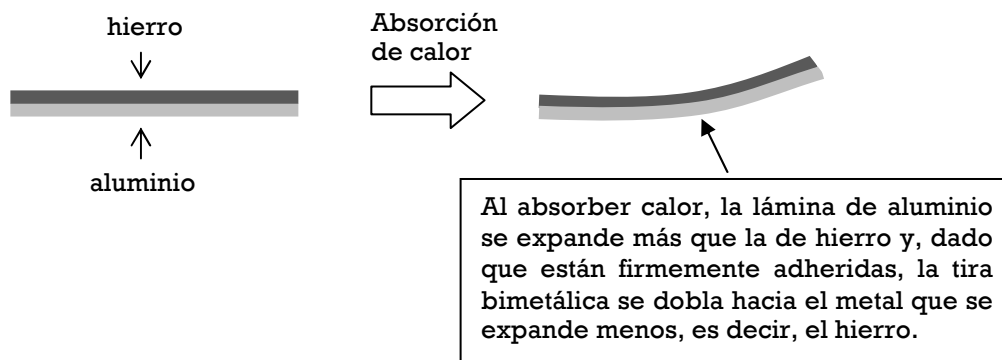 hierro
Absorción
de calor
aluminio
Al absorber calor, la lámina de aluminio
se expande más que la de hierro y, dado
que están firmemente adheridas, la tira
bimetálica se dobla hacia el metal que se
expande menos, es decir, el hierro.